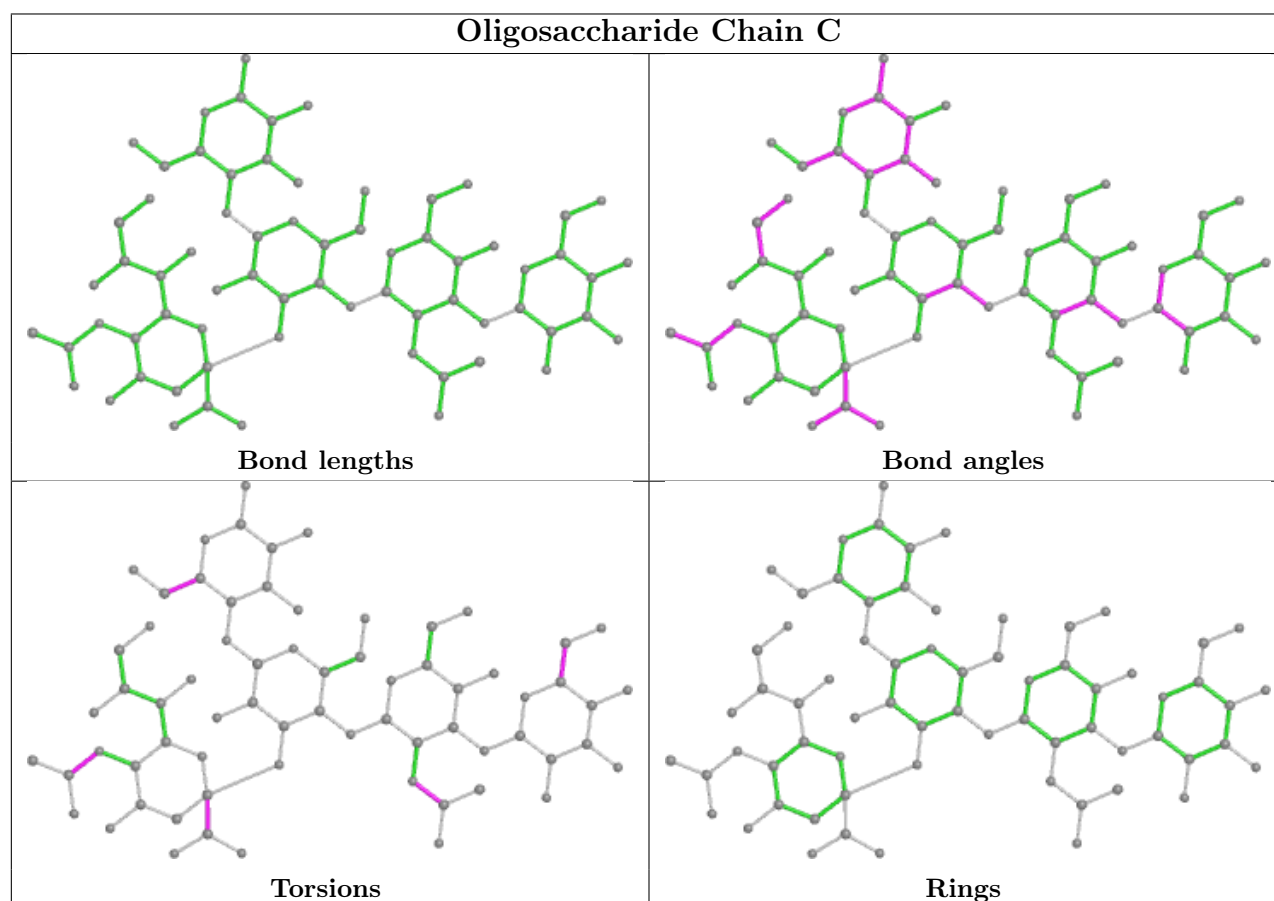 Oligosaccharide Chain C
Bond lengths
Bond angles
Torsions
Rings